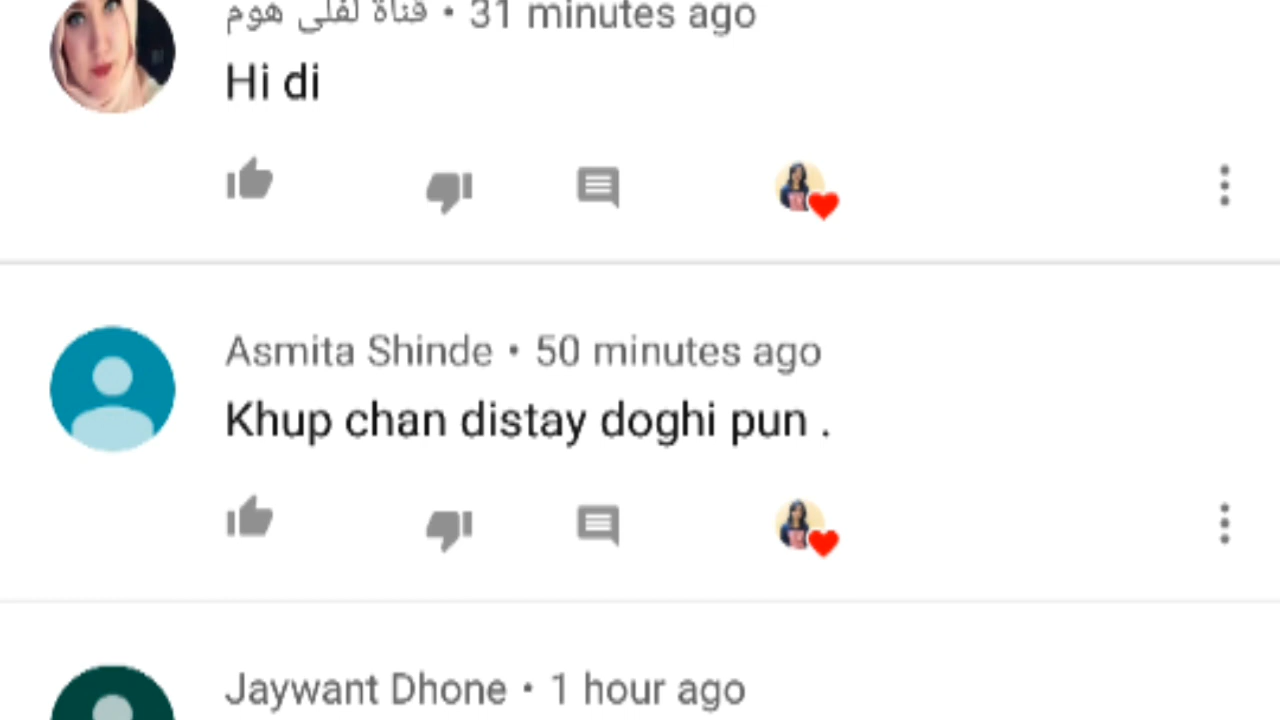 قناة لفلى هوم • 31 minutes ago
Hi di
Asmita Shinde • 50 minutes ago
Khup chan distay doghi pun .
Jaywant Dhone • 1 hour ago